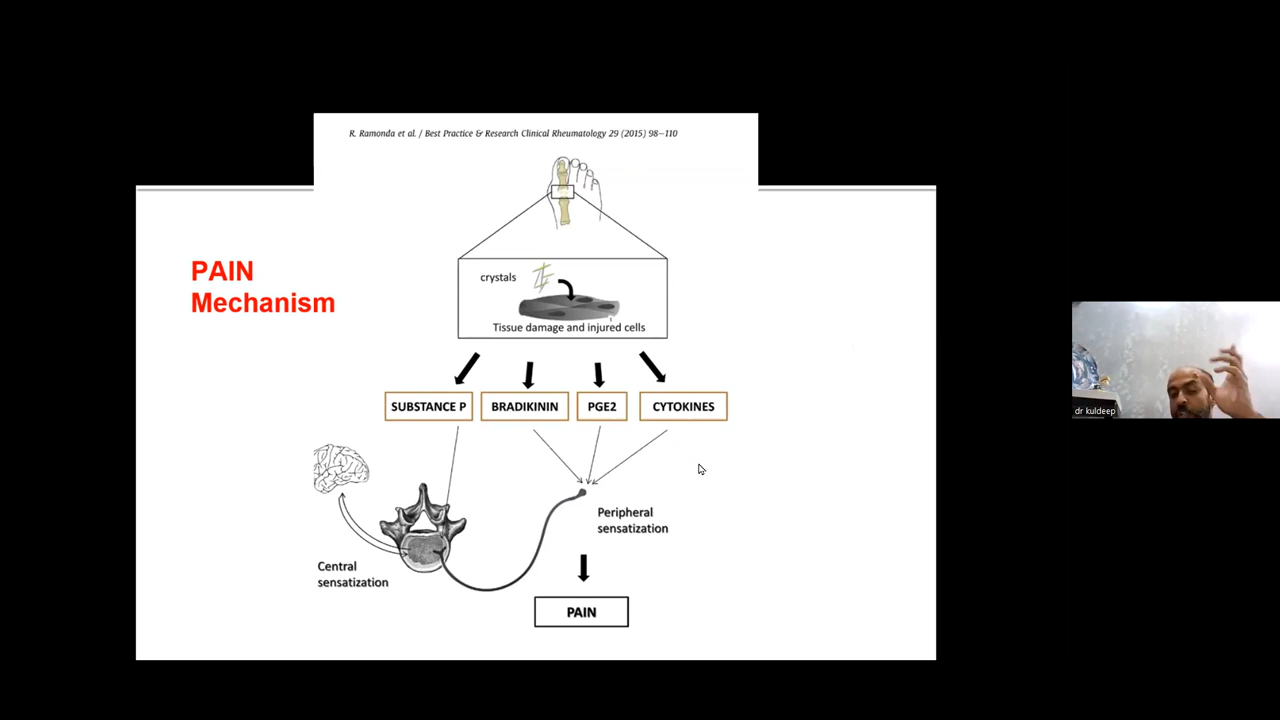 R. Ramonda et al. / Best Practice & Research Clinical Rheumatology 29 (2015) 98–110
PAIN
Mechanism
crystals
Tissue damage and injured cells
SUBSTANCE P
BRADIKININ
PGE2
CYTOKINES
Peripheral
sensatization
Central
sensatization
PAIN
dr kuldeep